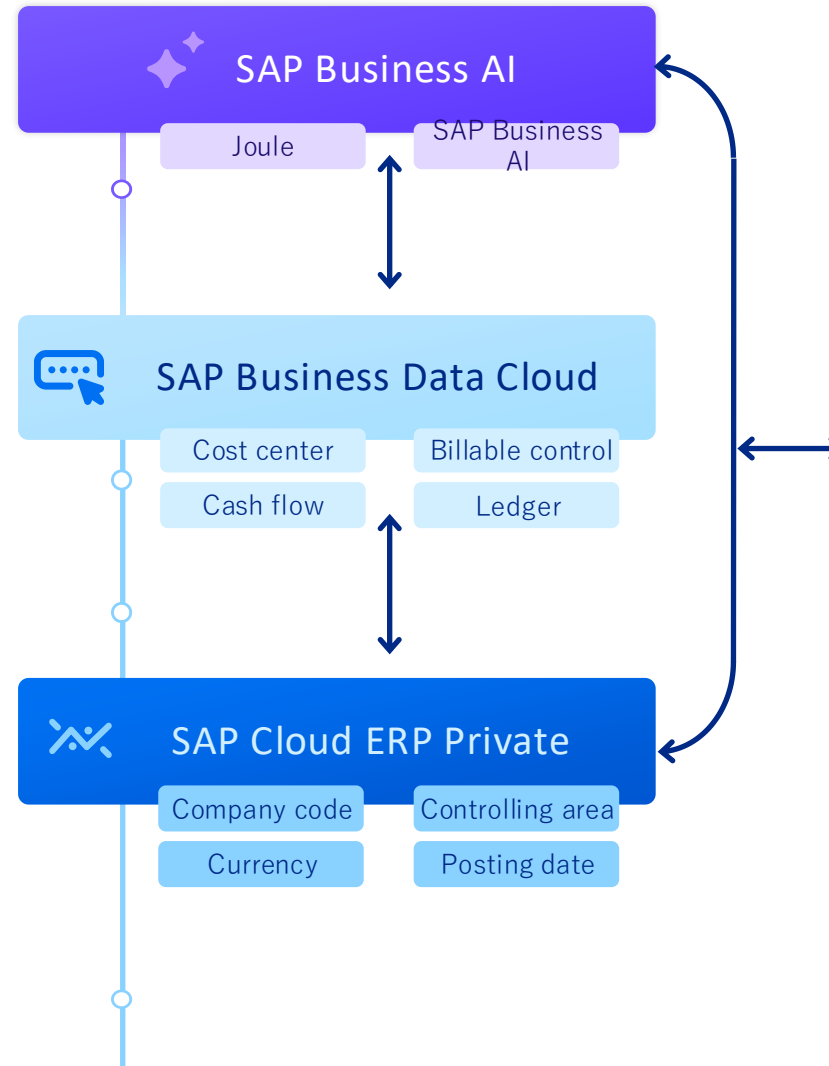 SAP Business AI
Joule
SAP Business
AI
SAP Business Data Cloud
Cost center
Billable control
Cash flow
Ledger
SAP Cloud ERP Private
Company code
Controlling area
Currency
Posting date